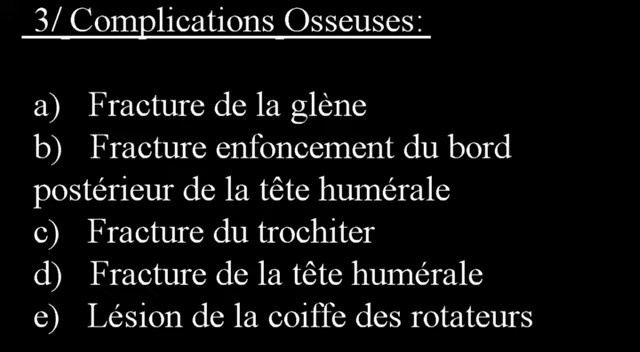 3/ Complications Osseuses:
a) Fracture de la glène
b) Fracture enfoncement du bord
postérieur de la tête humérale
c) Fracture du trochiter
d) Fracture de la tête humérale
e) Lésion de la coiffe des rotateurs